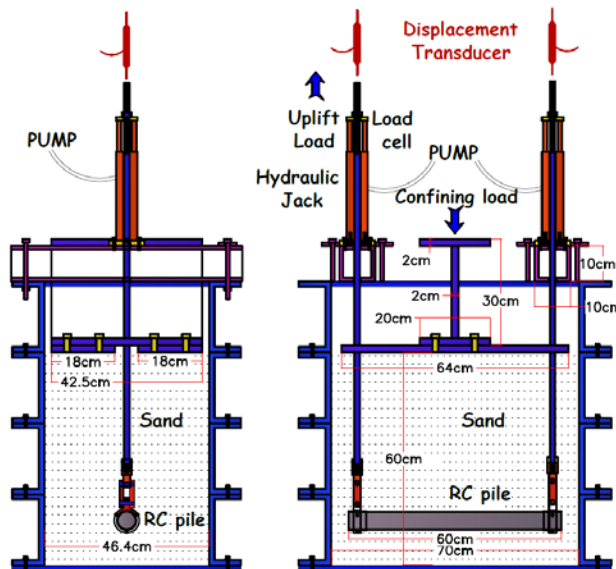 Displacement
Transducer
Uplift
Load
Load
cell
PUMP
PUMP
Hydraulic
Jack
Confining load
2cm
10cm
2cm
30cm
10cm
20cm
18cm
18cm
64cm
42.5cm
Sand
Sand
60cm
RC pile
RC pile
60cm
46.4cm
70cm